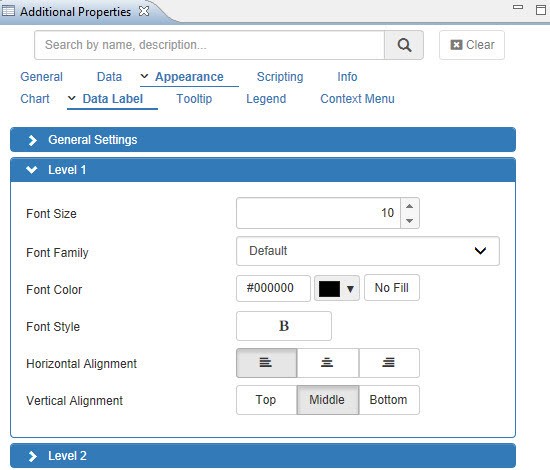 Additional Properties
Search by name, description...
Clear
General Data Appearance Scripting Info
Chart Data Label Tooltip Legend Context Menu
General Settings
Level 1
Font Size 10
Font Family Default
Font Color #000000 No Fill
Font Style B
Horizontal Alignment
Vertical Alignment Top Middle Bottom
Level 2